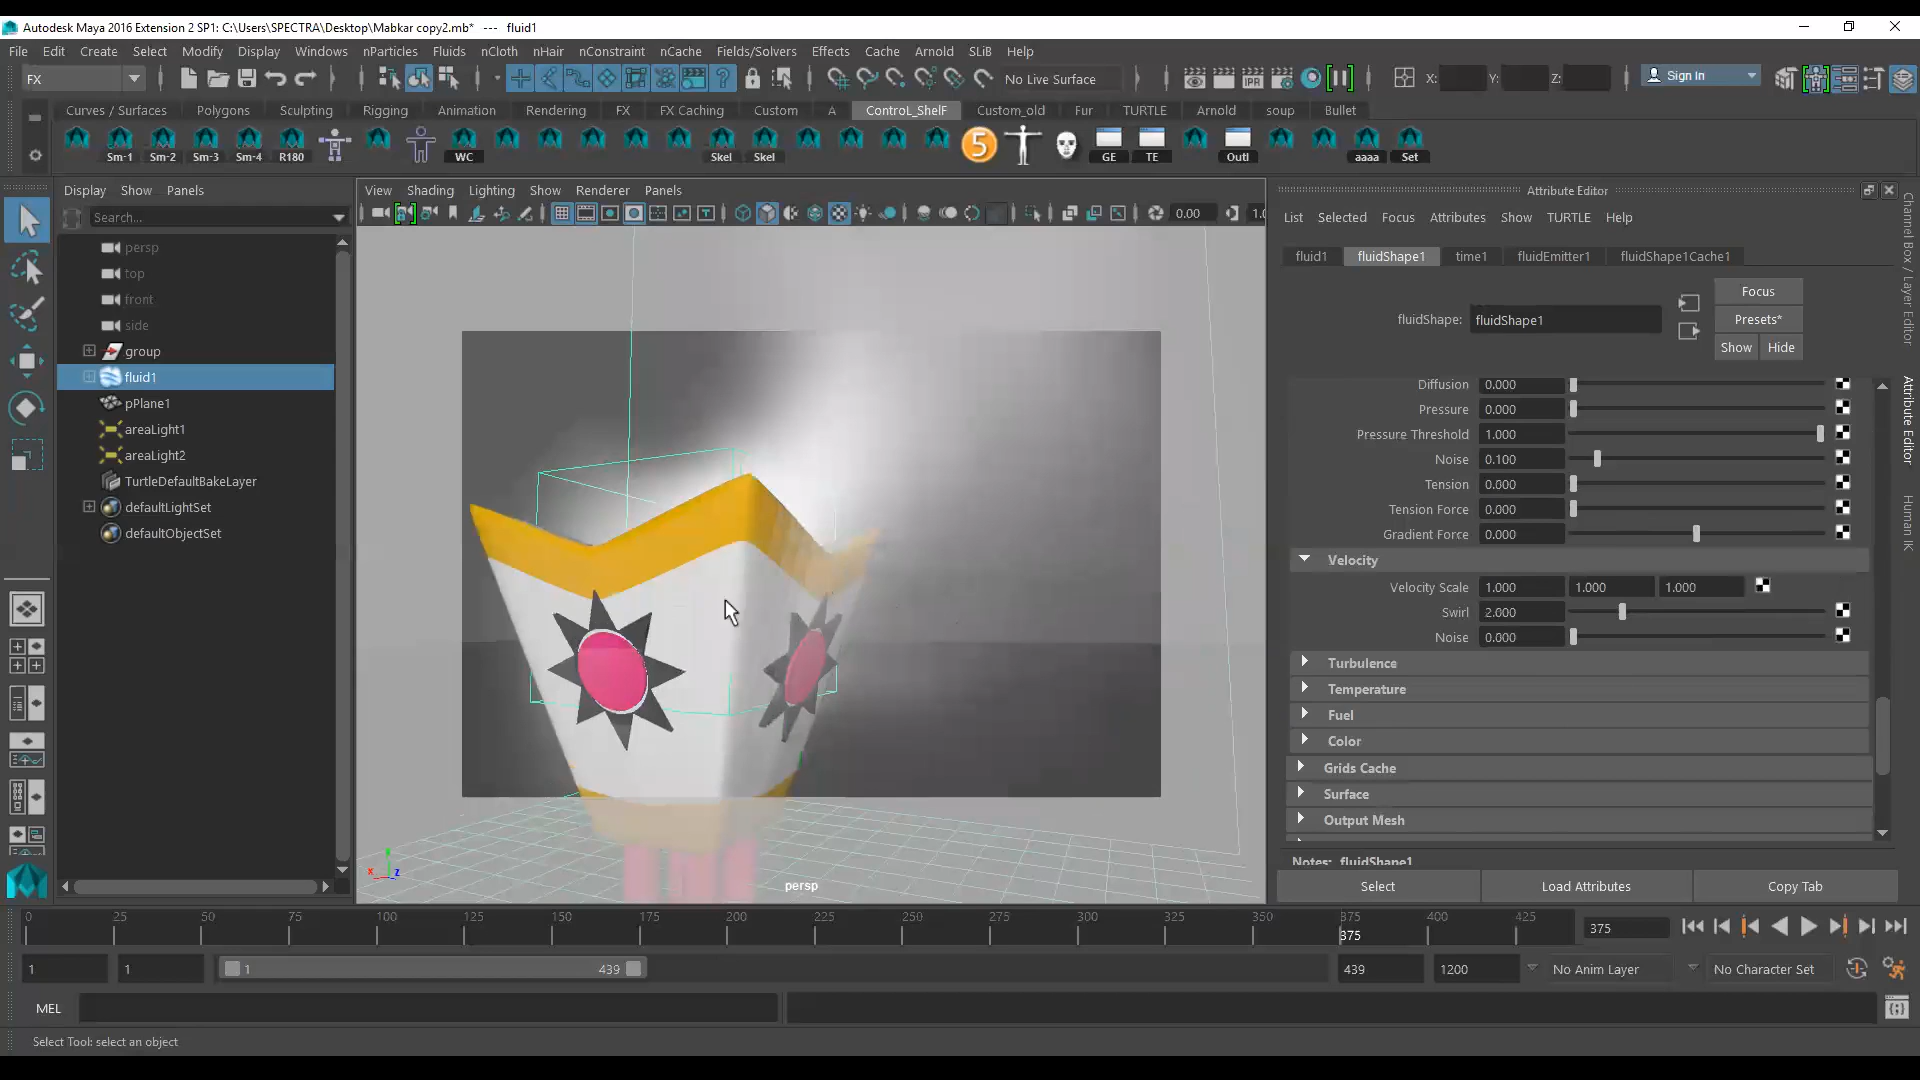 Autodesk Maya 2016 Extension 2 SP1: C:\Users\SPECTRA\Desktop\Mabkar copy2.mb* --- fluid1
File Edit Create Select Modify Display Windows nParticles Fluids nCloth nHair nConstraint nCache Fields/Solvers Effects Cache Arnold SLiB Help
FX No Live Surface X: Y: Z: Sign In
Curves / Surfaces Polygons Sculpting Rigging Animation Rendering FX FX Caching Custom A ControL_ShelF Custom_old Fur TURTLE Arnold soup Bullet
Sm-1 Sm-2 Sm-3 Sm-4 R180 WC Skel Skel 5 GE TE Outl aaaa Set
Display Show Panels
Search...
persp
top
front
side
group
fluid1
pPlane1
areaLight1
areaLight2
TurtleDefaultBakeLayer
defaultLightSet
defaultObjectSet
View Shading Lighting Show Renderer Panels
0.00 1.0
persp
x z
Attribute Editor
List Selected Focus Attributes Show TURTLE Help
fluid1 fluidShape1 time1 fluidEmitter1 fluidShape1Cache1
fluidShape: fluidShape1
Focus
Presets*
Show Hide
Diffusion 0.000
Pressure 0.000
Pressure Threshold 1.000
Noise 0.100
Tension 0.000
Tension Force 0.000
Gradient Force 0.000
Velocity
Velocity Scale 1.000 1.000 1.000
Swirl 2.000
Noise 0.000
Turbulence
Temperature
Fuel
Color
Grids Cache
Surface
Output Mesh
Notes: fluidShape1
Select Load Attributes Copy Tab
Channel Box / Layer Editor
Attribute Editor
Human IK
0 25 50 75 100 125 150 175 200 225 250 275 300 325 350 375 400 425
375
375
1 1 1 439 439 1200 No Anim Layer No Character Set
MEL
Select Tool: select an object